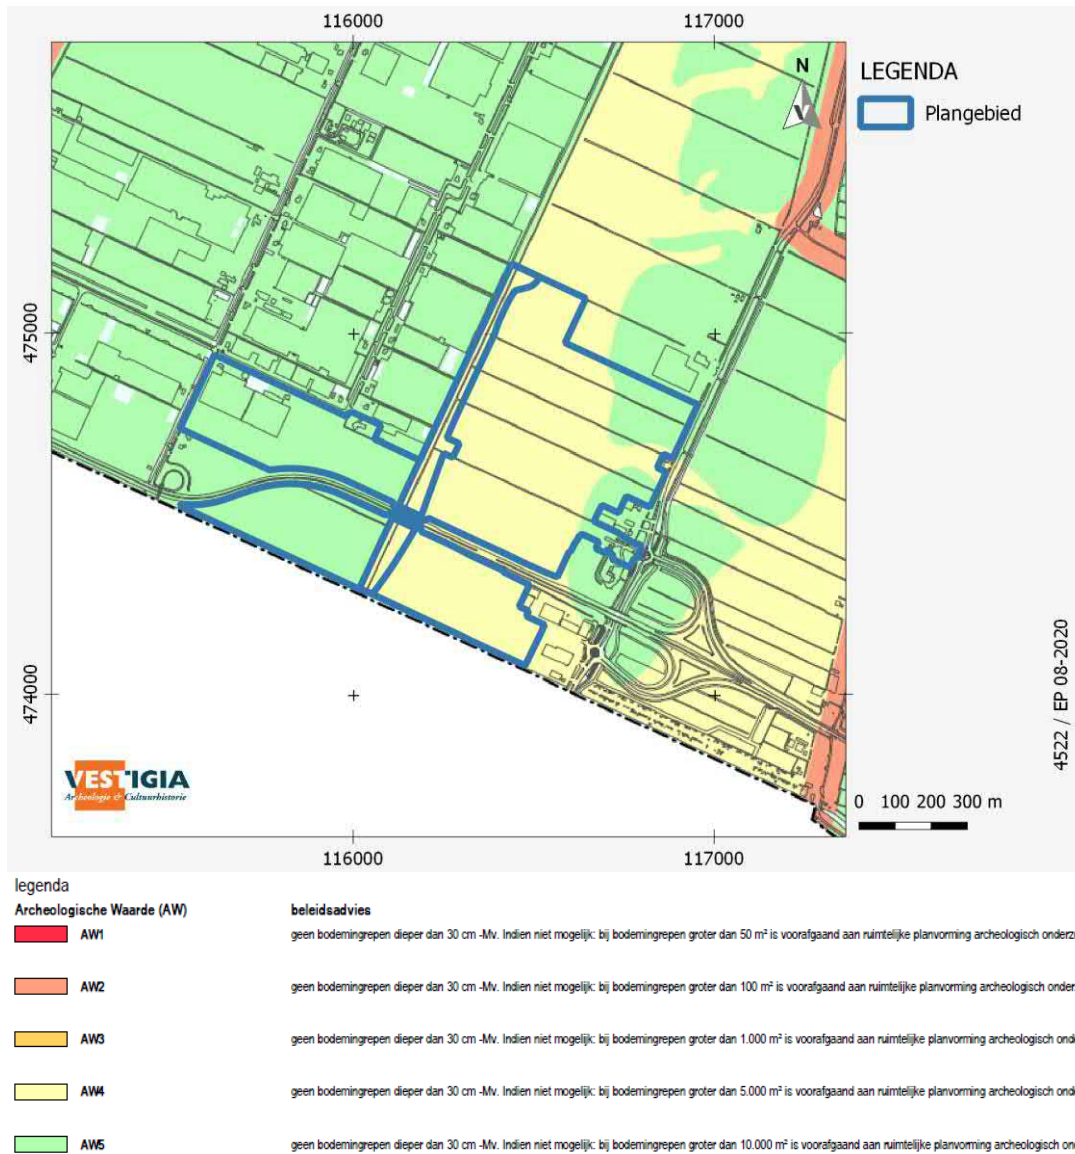 116000 117000
N
LEGENDA
Plangebied
475000
474000
4522 / EP 08-2020
VESTIGIA
Archeologie & Cultuurhistorie
0 100 200 300 m
116000 117000
legenda
Archeologische Waarde (AW) beleidsadvies
AW1 geen bodemingrepen dieper dan 30 cm -Mv. Indien niet mogelijk: bij bodemingrepen groter dan 50 m² is voorafgaand aan ruimtelijke planvorming archeologisch onderz
AW2 geen bodemingrepen dieper dan 30 cm -Mv. Indien niet mogelijk: bij bodemingrepen groter dan 100 m² is voorafgaand aan ruimtelijke planvorming archeologisch onder
AW3 geen bodemingrepen dieper dan 30 cm -Mv. Indien niet mogelijk: bij bodemingrepen groter dan 1.000 m² is voorafgaand aan ruimtelijke planvorming archeologisch ond
AW4 geen bodemingrepen dieper dan 30 cm -Mv. Indien niet mogelijk: bij bodemingrepen groter dan 5.000 m² is voorafgaand aan ruimtelijke planvorming archeologisch ond
AW5 geen bodemingrepen dieper dan 30 cm -Mv. Indien niet mogelijk: bij bodemingrepen groter dan 10.000 m² is voorafgaand aan ruimtelijke planvorming archeologisch on